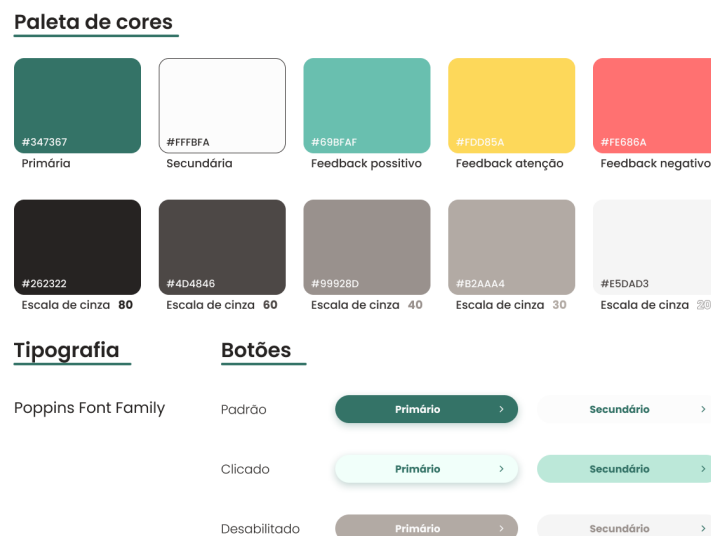 Paleta de cores
#347367
#FFFBFA
#69BFAF
#FDD85A
#FE686A
Primária
Secundária
Feedback possitivo
Feedback atenção
Feedback negativo
#262322
#4D4846
#99928D
#B2AAA4
#E5DAD3
Escala de cinza 80
Escala de cinza 60
Escala de cinza 40
Escala de cinza 30
Escala de cinza 20
Tipografia
Botões
Poppins Font Family
Padrão
Primário
Secundário
Clicado
Primário
Secundário
Desabilitado
Primário
Secundário